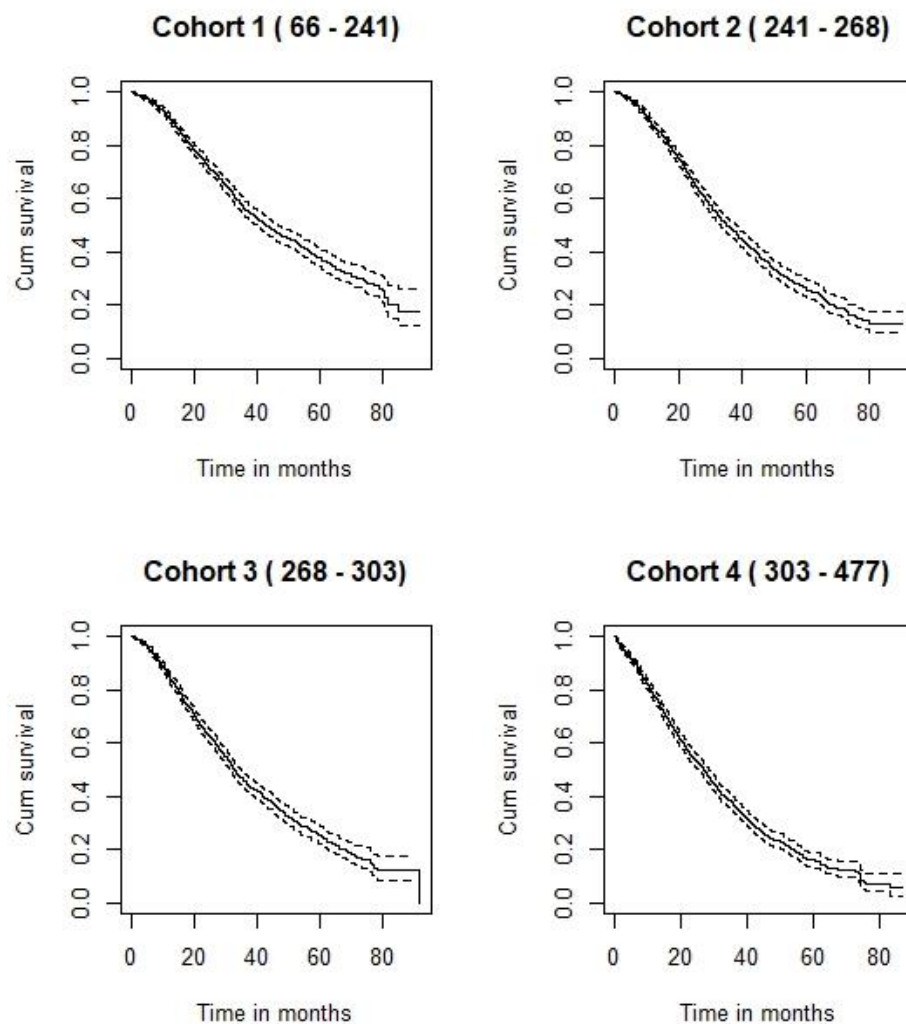 Cohort 1 ( 66 - 241)
Cum survival
1.0
0.8
0.6
0.4
0.2
0.0
0 20 40 60 80
Time in months
Cohort 2 ( 241 - 268)
Cum survival
1.0
0.8
0.6
0.4
0.2
0.0
0 20 40 60 80
Time in months
Cohort 3 ( 268 - 303)
Cum survival
1.0
0.8
0.6
0.4
0.2
0.0
0 20 40 60 80
Time in months
Cohort 4 ( 303 - 477)
Cum survival
1.0
0.8
0.6
0.4
0.2
0.0
0 20 40 60 80
Time in months